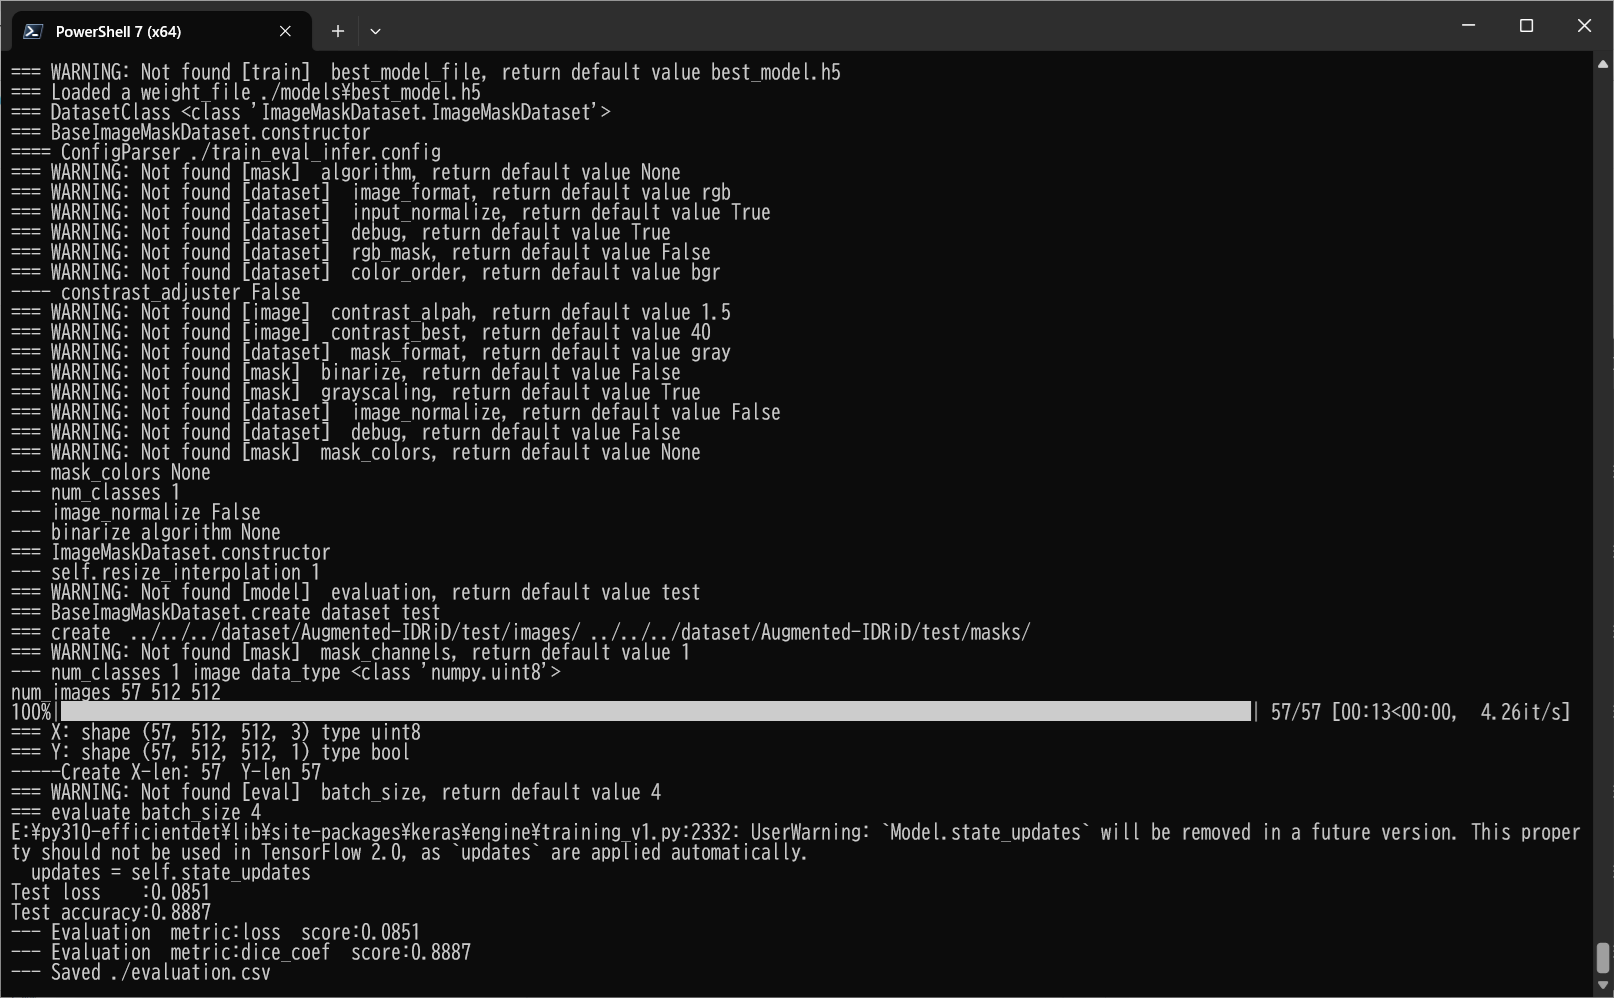 PowerShell 7 (x64)
=== WARNING: Not found [train]  best_model_file, return default value best_model.h5
=== Loaded a weight_file ./models¥best_model.h5
=== DatasetClass <class 'ImageMaskDataset.ImageMaskDataset'>
=== BaseImageMaskDataset.constructor
==== ConfigParser ./train_eval_infer.config
=== WARNING: Not found [mask]  algorithm, return default value None
=== WARNING: Not found [dataset]  image_format, return default value rgb
=== WARNING: Not found [dataset]  input_normalize, return default value True
=== WARNING: Not found [dataset]  debug, return default value True
=== WARNING: Not found [dataset]  rgb_mask, return default value False
=== WARNING: Not found [dataset]  color_order, return default value bgr
---- constrast_adjuster False
=== WARNING: Not found [image]  contrast_alpah, return default value 1.5
=== WARNING: Not found [image]  contrast_best, return default value 40
=== WARNING: Not found [dataset]  mask_format, return default value gray
=== WARNING: Not found [mask]  binarize, return default value False
=== WARNING: Not found [mask]  grayscaling, return default value True
=== WARNING: Not found [dataset]  image_normalize, return default value False
=== WARNING: Not found [dataset]  debug, return default value False
=== WARNING: Not found [mask]  mask_colors, return default value None
--- mask_colors None
--- num_classes 1
--- image_normalize False
--- binarize algorithm None
=== ImageMaskDataset.constructor
--- self.resize_interpolation 1
=== WARNING: Not found [model]  evaluation, return default value test
=== BaseImagMaskDataset.create dataset test
=== create  ../../../dataset/Augmented-IDRiD/test/images/ ../../../dataset/Augmented-IDRiD/test/masks/
=== WARNING: Not found [mask]  mask_channels, return default value 1
--- num_classes 1 image data_type <class 'numpy.uint8'>
num_images 57 512 512
100%| | 57/57 [00:13<00:00,  4.26it/s]
=== X: shape (57, 512, 512, 3) type uint8
=== Y: shape (57, 512, 512, 1) type bool
-----Create X-len: 57  Y-len 57
=== WARNING: Not found [eval]  batch_size, return default value 4
=== evaluate batch_size 4
E:¥py310-efficientdet¥lib¥site-packages¥keras¥engine¥training_v1.py:2332: UserWarning: `Model.state_updates` will be removed in a future version. This proper
ty should not be used in TensorFlow 2.0, as `updates` are applied automatically.
  updates = self.state_updates
Test loss    :0.0851
Test accuracy:0.8887
--- Evaluation  metric:loss  score:0.0851
--- Evaluation  metric:dice_coef  score:0.8887
--- Saved ./evaluation.csv